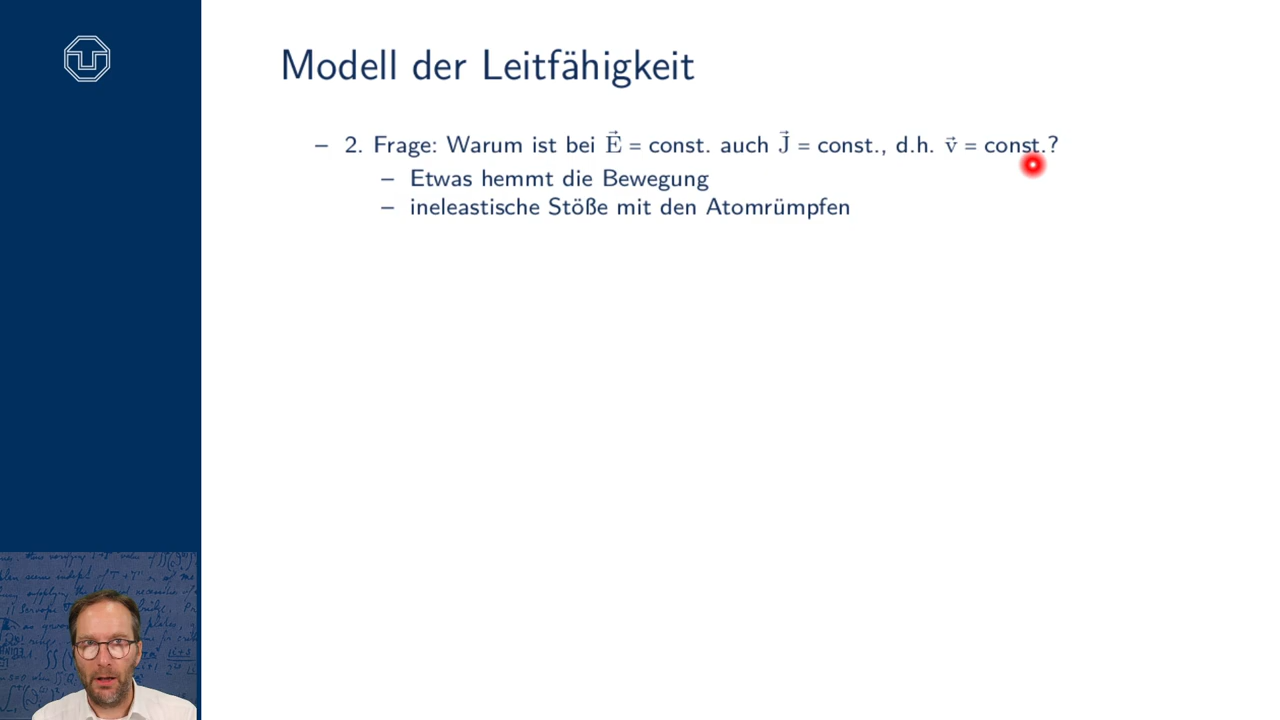 Modell der Leitfähigkeit
– 2. Frage: Warum ist bei E⃗ = const. auch J⃗ = const., d.h. v⃗ = const.?
– Etwas hemmt die Bewegung
– ineleastische Stöße mit den Atomrümpfen